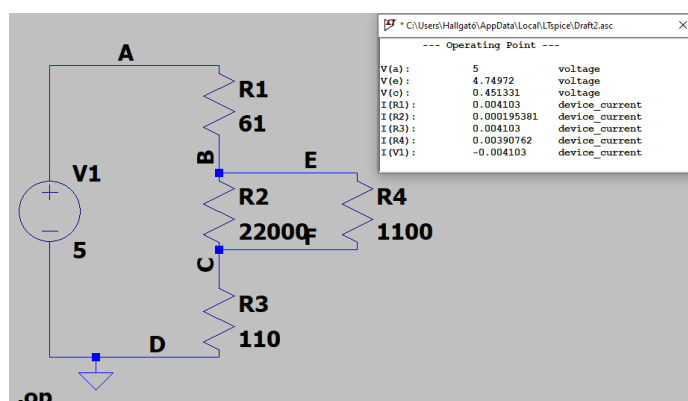 * C:\Users\Hallgató\AppData\Local\LTspice\Draft2.asc
--- Operating Point ---
V(a): 5 voltage
V(e): 4.74972 voltage
V(c): 0.451331 voltage
I(R1): 0.004103 device_current
I(R2): 0.000195381 device_current
I(R3): 0.004103 device_current
I(R4): 0.00390762 device_current
I(V1): -0.004103 device_current
A
R1
61
B
E
V1
R2
R4
5
22000
F
1100
C
R3
110
D
.op